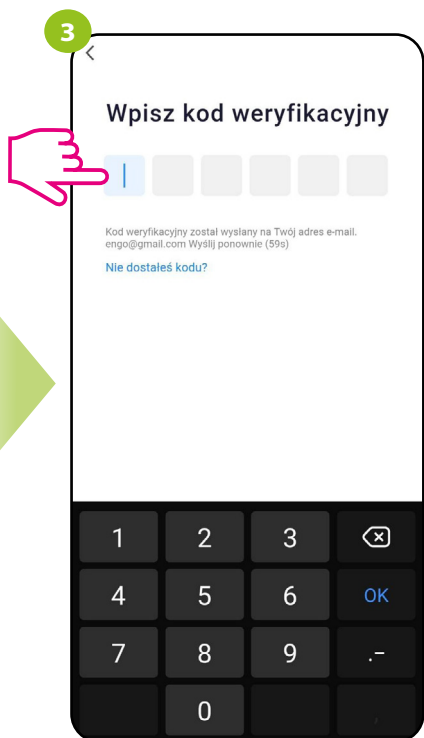 3
Wpisz kod weryfikacyjny
Kod weryfikacyjny został wysłany na Twój adres e-mail.
engo@gmail.com Wyślij ponownie (59s)
Nie dostałeś kodu?
1 2 3
4 5 6 OK
7 8 9 .-
0 ,